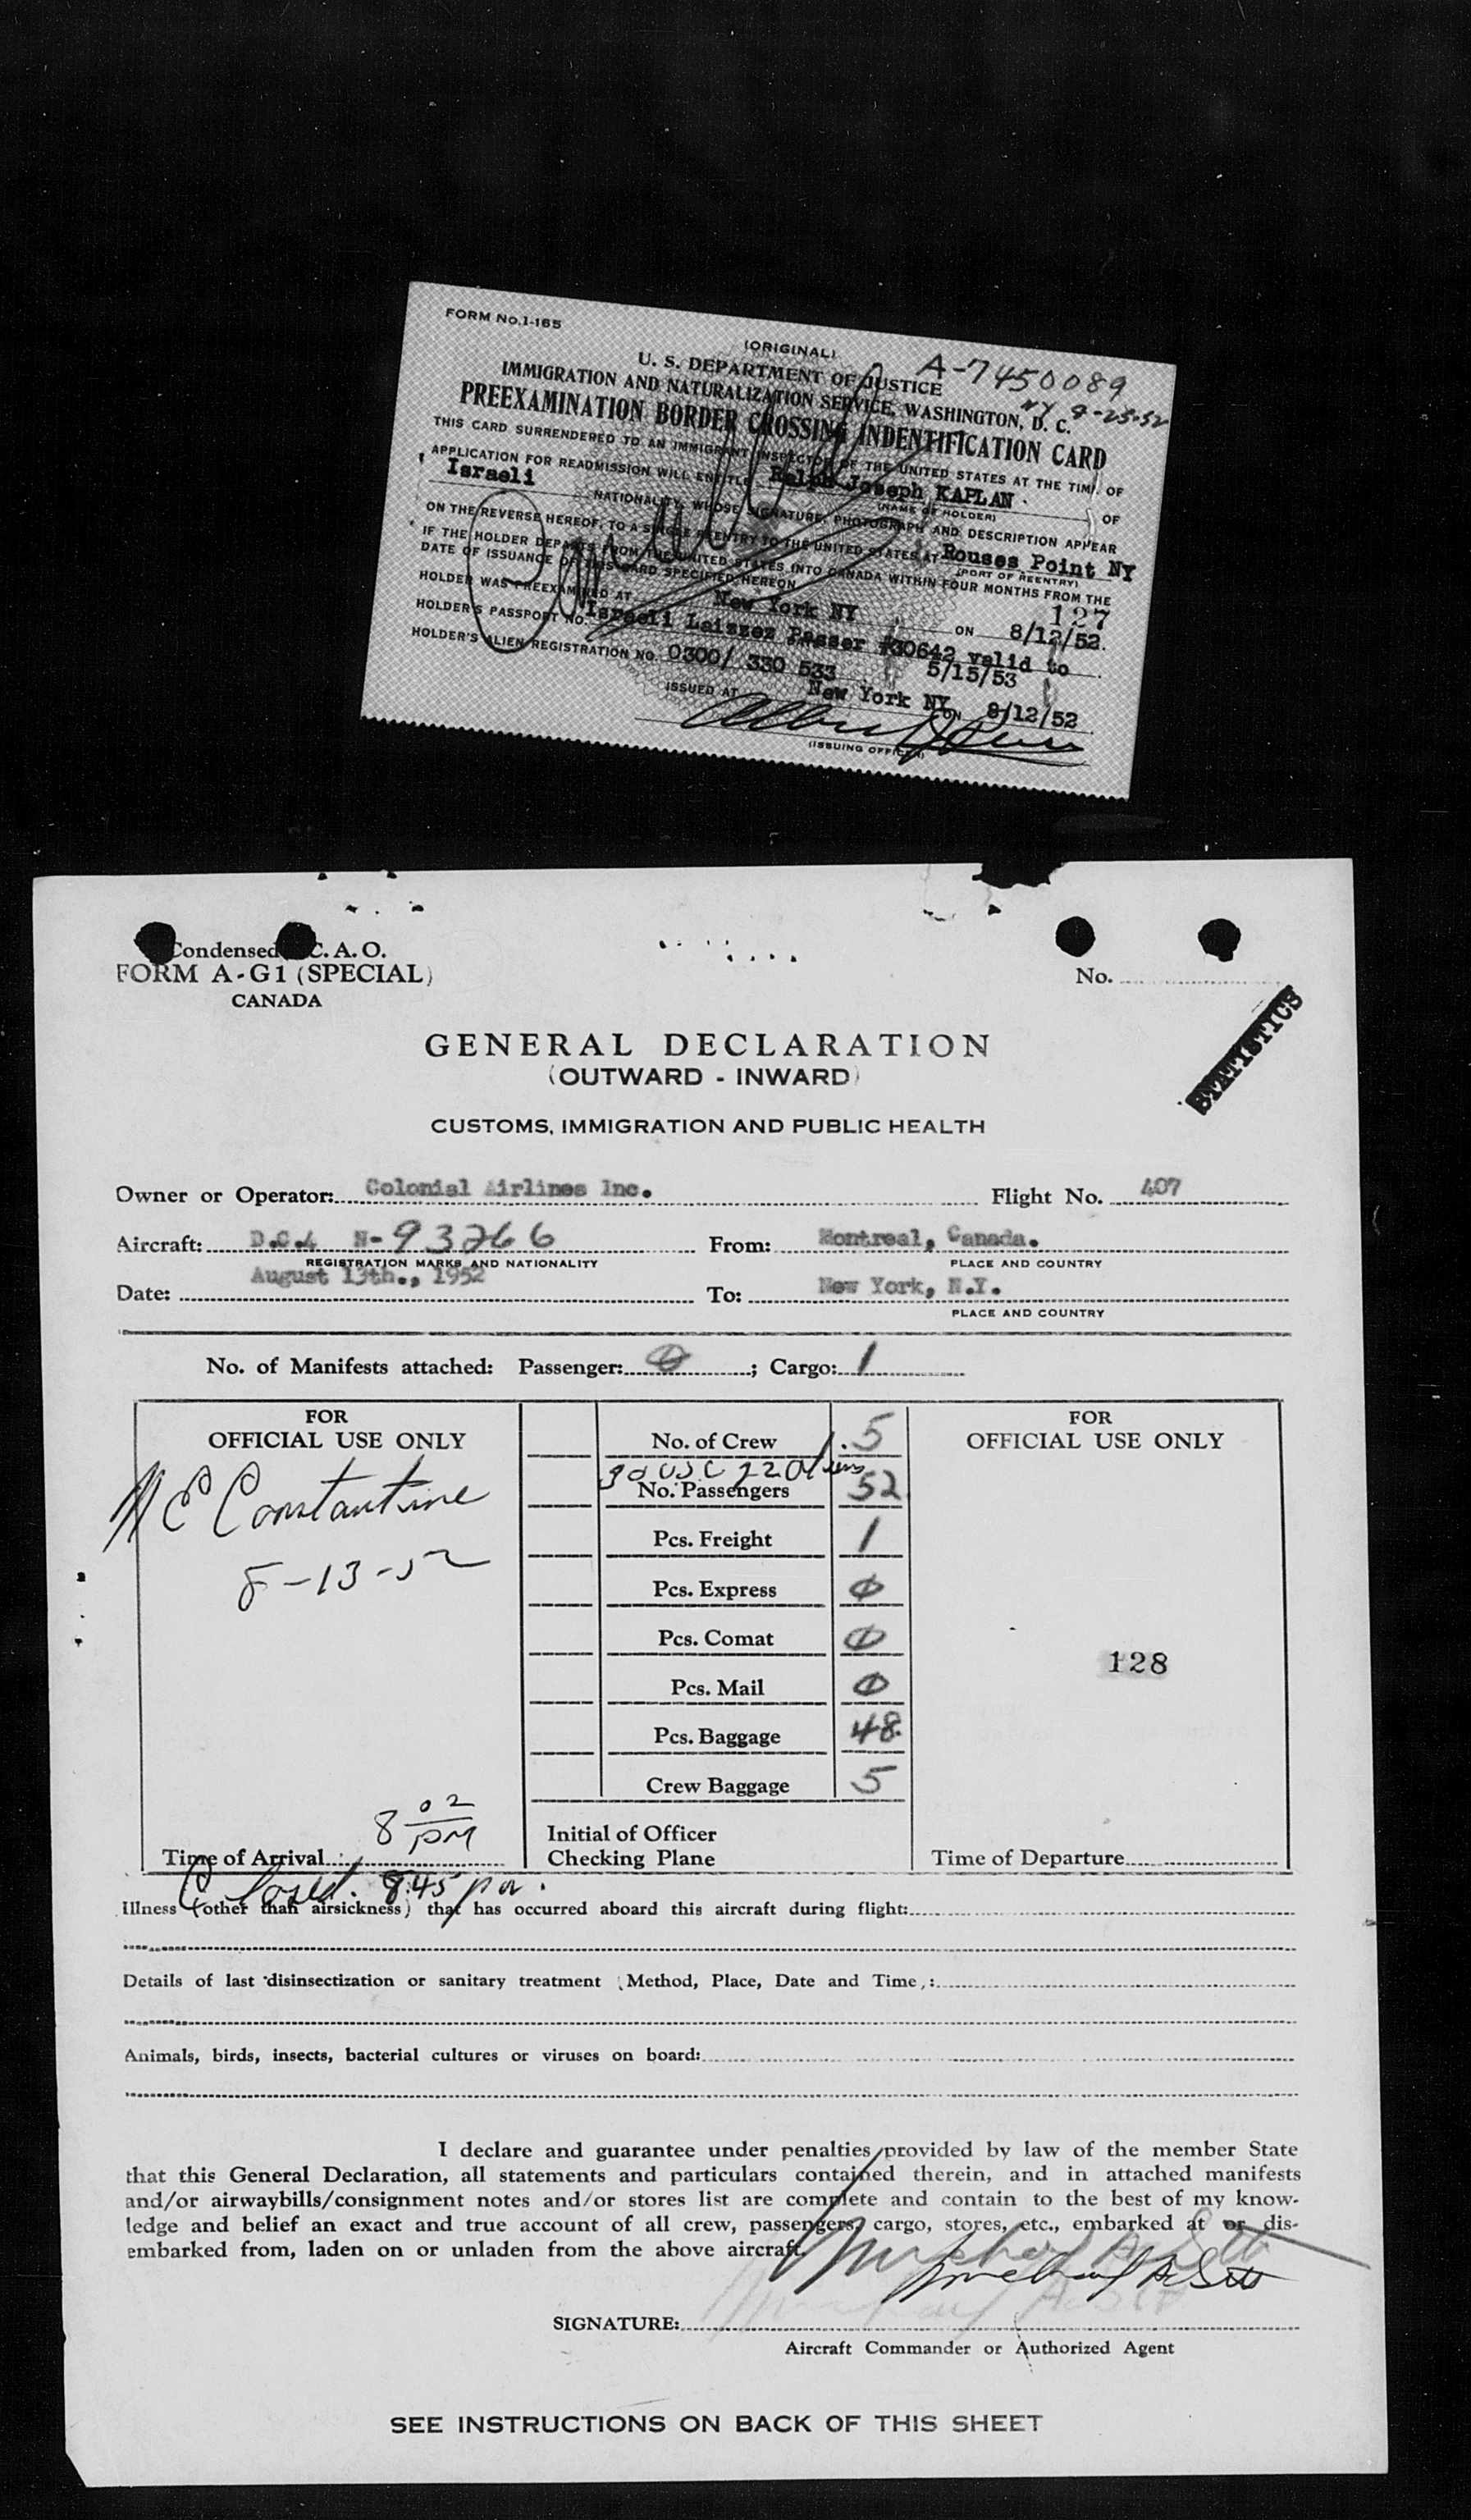 FORM No. I-165
(ORIGINAL)
A-7450089
U. S. DEPARTMENT OF JUSTICE
NY 9-25-52
IMMIGRATION AND NATURALIZATION SERVICE, WASHINGTON, D. C.
PREEXAMINATION BORDER CROSSING INDENTIFICATION CARD
THIS CARD SURRENDERED TO AN IMMIGRANT INSPECTOR OF THE UNITED STATES AT THE TIME OF
APPLICATION FOR READMISSION WILL ENTITLE Ralph Joseph KAPLAN
(NAME OF HOLDER)
Israeli NATIONALITY, WHOSE SIGNATURE, PHOTOGRAPH AND DESCRIPTION APPEAR OF
ON THE REVERSE HEREOF, TO A SINGLE REENTRY TO THE UNITED STATES AT Rouses Point NY
(PORT OF REENTRY)
IF THE HOLDER DEPARTS FROM THE UNITED STATES INTO CANADA WITHIN FOUR MONTHS FROM THE
DATE OF ISSUANCE OF THIS CARD SPECIFIED HEREON
127
HOLDER WAS PREEXAMINED AT New York NY ON 8/12/52.
HOLDER'S PASSPORT NO. Israeli Laissez Passer #30642 valid to
5/15/53
HOLDER'S ALIEN REGISTRATION NO. 0300/ 330 533
ISSUED AT New York NY ON 8/12/52
(ISSUING OFFICER)
Condensed C. A. O.
FORM A-G1 (SPECIAL)
CANADA
No.
STATISTICS
GENERAL DECLARATION
(OUTWARD - INWARD)
CUSTOMS, IMMIGRATION AND PUBLIC HEALTH
Owner or Operator: Colonial Airlines Inc. Flight No. 407
Aircraft: D.C.4 N-93266 From: Montreal, Canada.
REGISTRATION MARKS AND NATIONALITY PLACE AND COUNTRY
Date: August 13th., 1952 To: New York, N.Y.
PLACE AND COUNTRY
No. of Manifests attached: Passenger: 0; Cargo: 1
FOR
OFFICIAL USE ONLY
N E Constantine
8-13-52
8 02 PM
Time of Arrival
Closed. 8:45 pm.
No. of Crew 5
30 USC 22 Aliens
No. Passengers 52
Pcs. Freight 1
Pcs. Express 0
Pcs. Comat 0
Pcs. Mail 0
Pcs. Baggage 48
Crew Baggage 5
Initial of Officer
Checking Plane
FOR
OFFICIAL USE ONLY
128
Time of Departure
Illness (other than airsickness) that has occurred aboard this aircraft during flight:
Details of last disinsectization or sanitary treatment (Method, Place, Date and Time):
Animals, birds, insects, bacterial cultures or viruses on board:
I declare and guarantee under penalties provided by law of the member State
that this General Declaration, all statements and particulars contained therein, and in attached manifests
and/or airwaybills/consignment notes and/or stores list are complete and contain to the best of my know-
ledge and belief an exact and true account of all crew, passengers, cargo, stores, etc., embarked at or dis-
embarked from, laden on or unladen from the above aircraft.
SIGNATURE:
Aircraft Commander or Authorized Agent
SEE INSTRUCTIONS ON BACK OF THIS SHEET